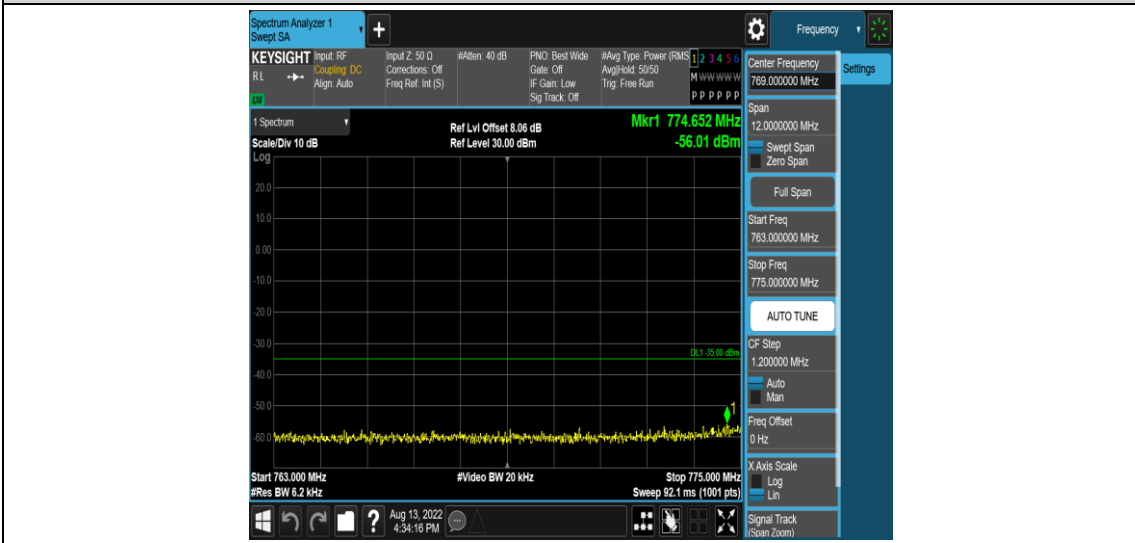 Spectrum Analyzer 1
Swept SA
+
Frequency
KEYSIGHT
RL
LXI
Input: RF
Coupling: DC
Align: Auto
Input Z: 50 Ω
Corrections: Off
Freq Ref: Int (S)
#Atten: 40 dB
PNO: Best Wide
Gate: Off
IF Gain: Low
Sig Track: Off
#Avg Type: Power (RMS
Avg|Hold: 50/50
Trig: Free Run
1 2 3 4 5 6
M W W W W W
P P P P P P
1 Spectrum
Scale/Div 10 dB
Log
Ref Lvl Offset 8.06 dB
Ref Level 30.00 dBm
Mkr1 774.652 MHz
-56.01 dBm
20.0
10.0
0.00
-10.0
-20.0
-30.0
DL1 -35.00 dBm
-40.0
-50.0
1
-60.0
Start 763.000 MHz
#Video BW 20 kHz
Stop 775.000 MHz
#Res BW 6.2 kHz
Sweep 92.1 ms (1001 pts)
?
Aug 13, 2022
4:34:16 PM
Center Frequency
769.000000 MHz
Settings
Span
12.0000000 MHz
Swept Span
Zero Span
Full Span
Start Freq
763.000000 MHz
Stop Freq
775.000000 MHz
AUTO TUNE
CF Step
1.200000 MHz
Auto
Man
Freq Offset
0 Hz
X Axis Scale
Log
Lin
Signal Track
(Span Zoom)